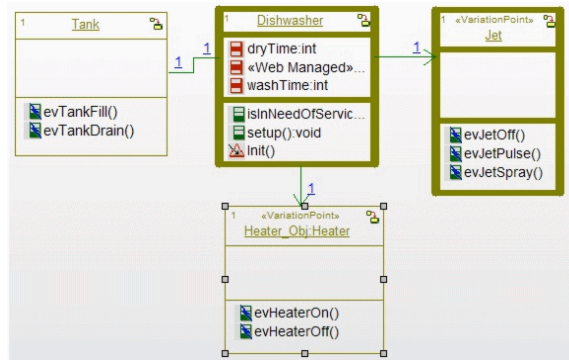 1
Tank
evTankFill()
evTankDrain()
1
1
1
Dishwasher
dryTime:int
«Web Managed»...
washTime:int
isInNeedOfServic...
setup():void
Init()
1
1
«VariationPoint»
Jet
evJetOff()
evJetPulse()
evJetSpray()
1
1
«VariationPoint»
Heater_Obj:Heater
evHeaterOn()
evHeaterOff()